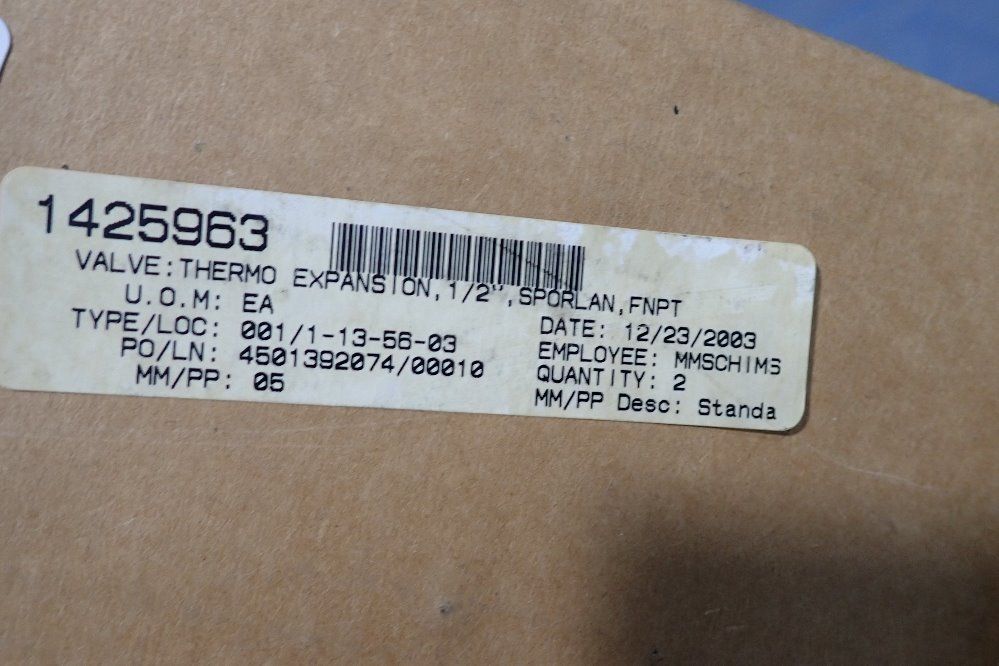 1425963
VALVE:THERMO EXPANSION,1/2",SPORLAN,FNPT
U.O.M: EA
DATE: 12/23/2003
TYPE/LOC: 001/1-13-56-03
EMPLOYEE: MMSCHIMS
PO/LN: 4501392074/00010
QUANTITY: 2
MM/PP: 05
MM/PP Desc: Standa